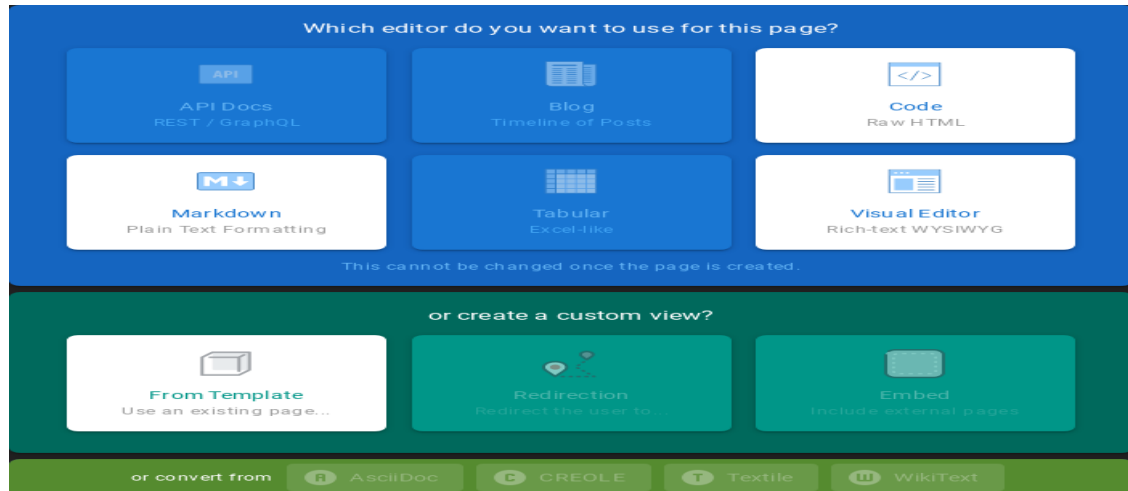 Which editor do you want to use for this page?
API
API Docs
REST / GraphQL
Blog
Timeline of Posts
</>
Code
Raw HTML
M
Markdown
Plain Text Formatting
Tabular
Excel-like
Visual Editor
Rich-text WYSIWYG
This cannot be changed once the page is created.
or create a custom view?
From Template
Use an existing page...
Redirection
Redirect the user to...
Embed
Include external pages
or convert from A AsciiDoc C CREOLE T Textile W WikiText